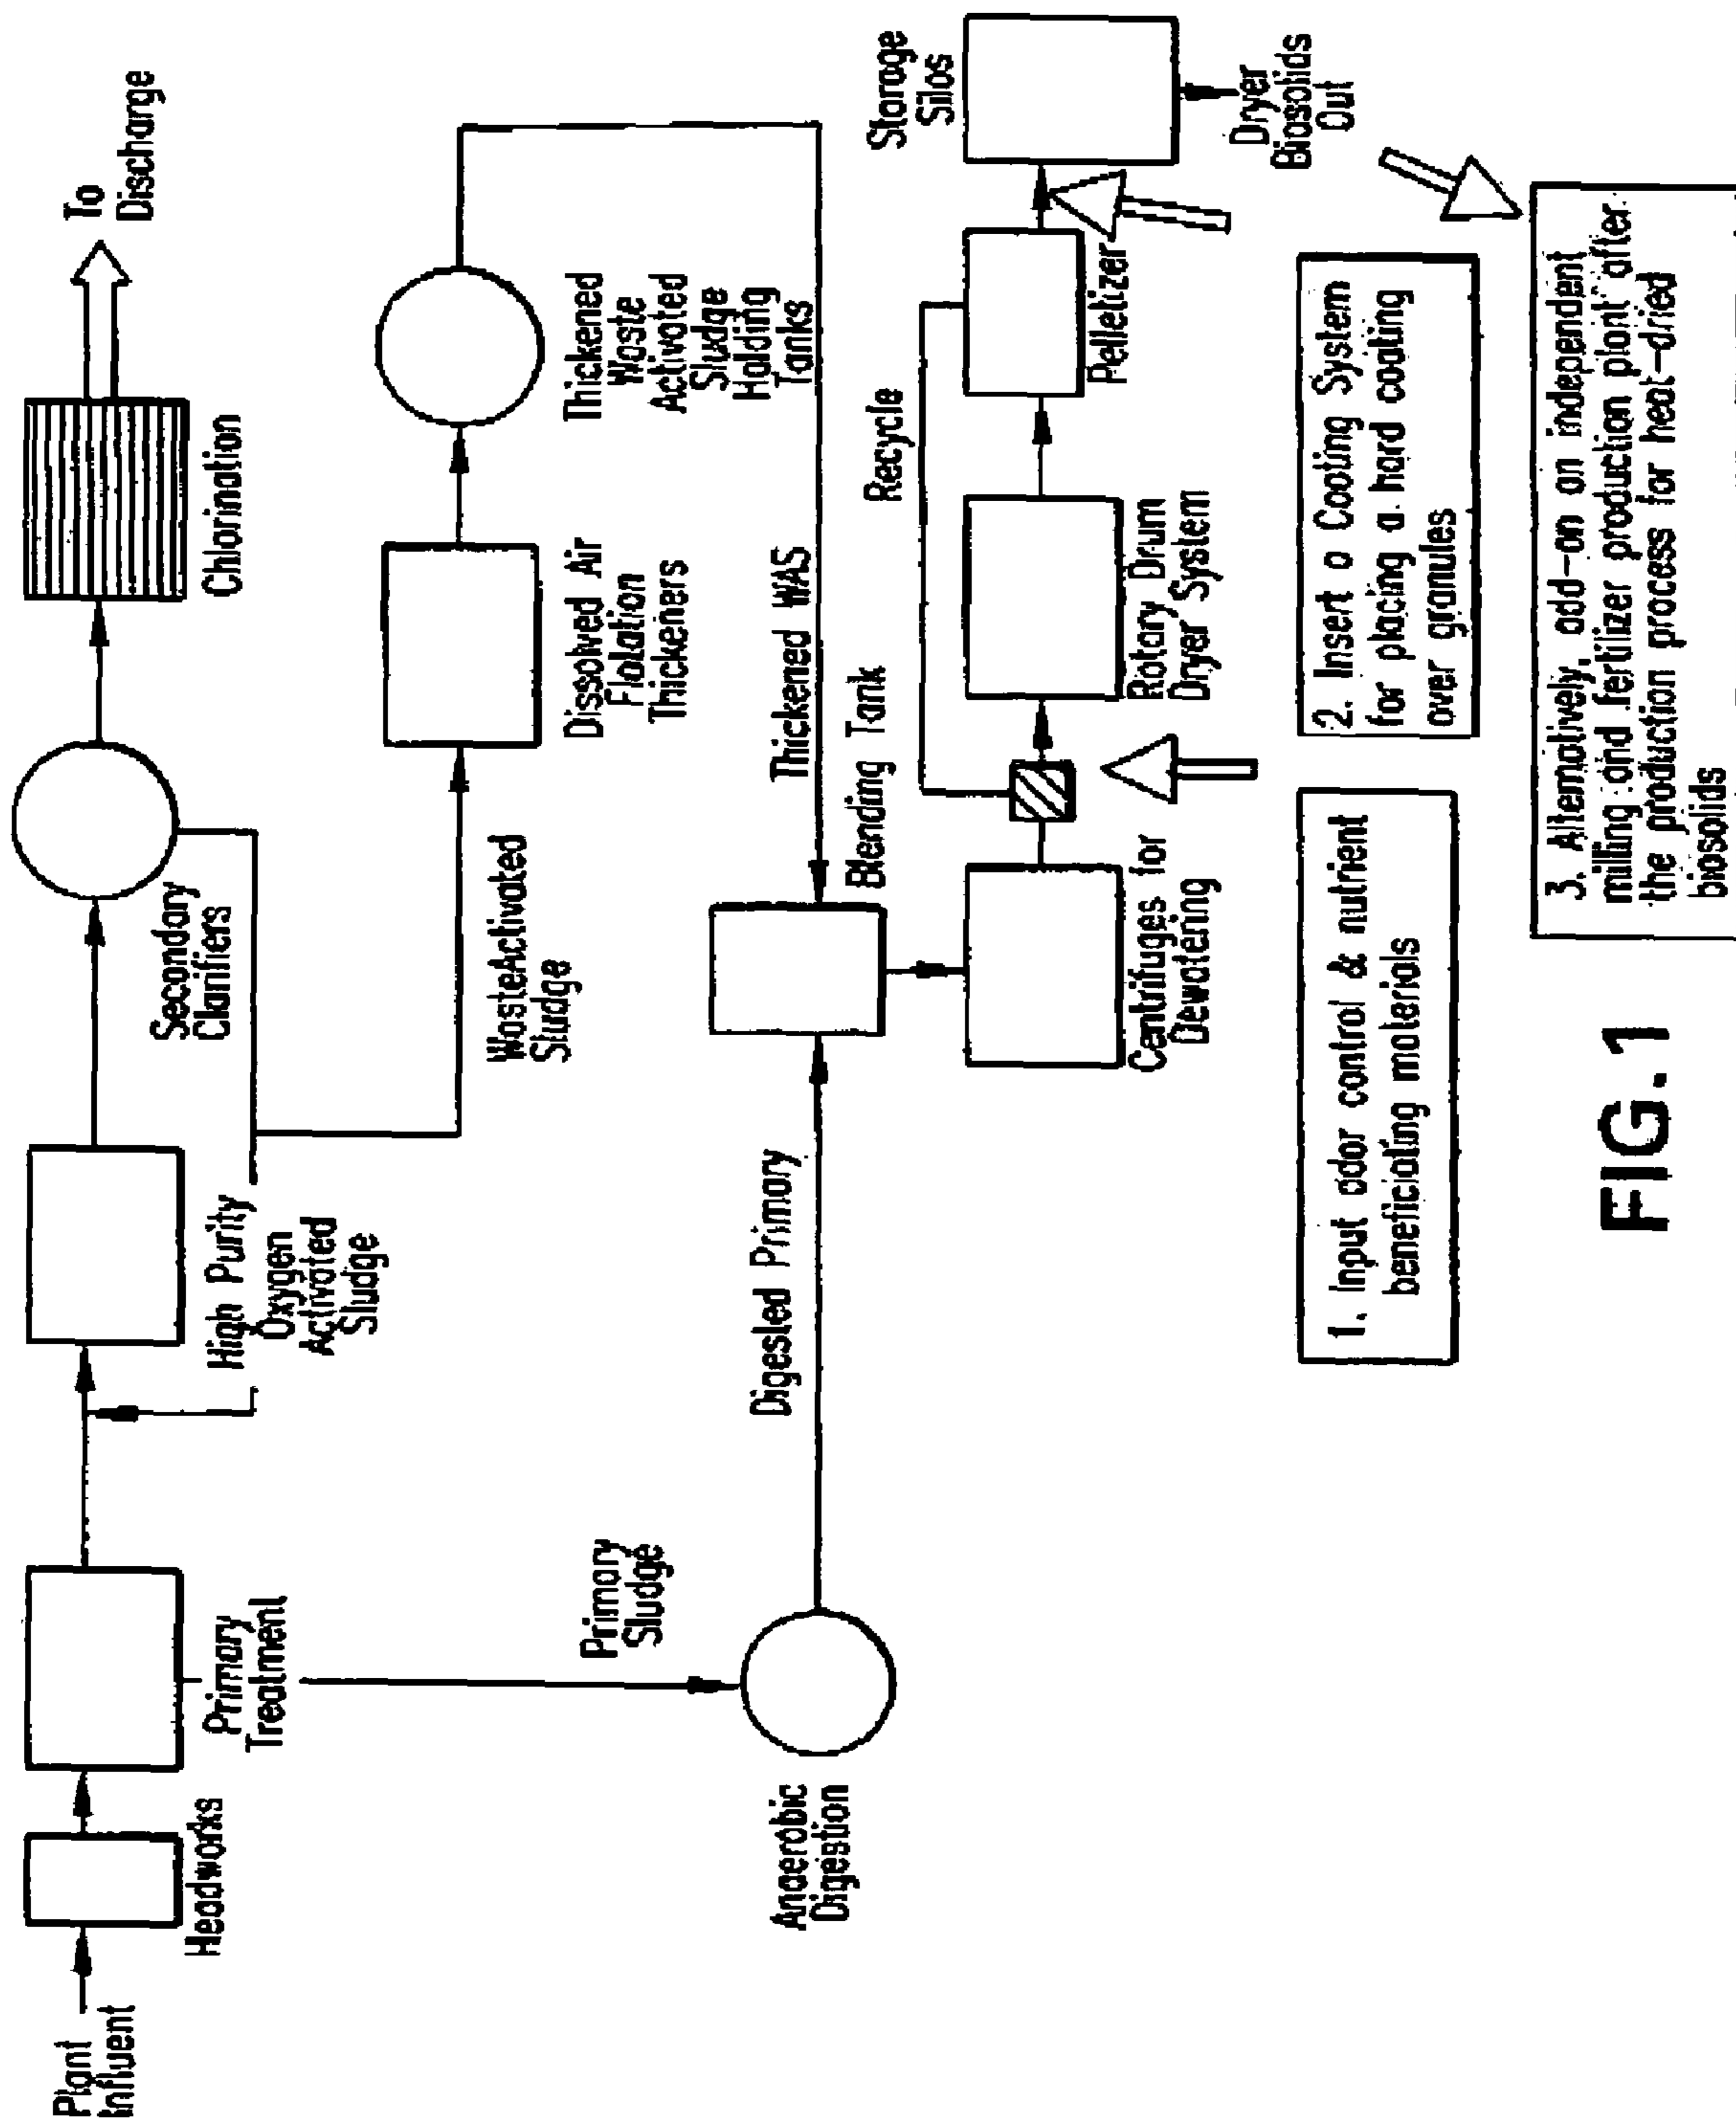 Plant
Influent
Headworks
Primary
Treatment
High Purity
Oxygen
Activated
Sludge
Secondary
Clarifiers
Chlorination
To
Discharge
Primary
Sludge
WasteActivated
Sludge
Dissolved Air
Flotation
Thickeners
Thickened
Waste
Activated
Sludge
Holding
Tanks
Anaerobic
Digestion
Digested Primary
Thickened WAS
Blending Tank
Recycle
Centrifuges for
Dewatering
Rotary Drum
Dryer System
Pelletizer
Storage
Silos
Dryer
Biosolids
Out
1. Input odor control & nutrient
beneficiating materials
2. Insert a Coating System
for placing a hard coating
over granules
3. Alternatively, add-on an independent
milling and fertilizer production plant after
the production process for heat-dried
biosolids
FIG.1